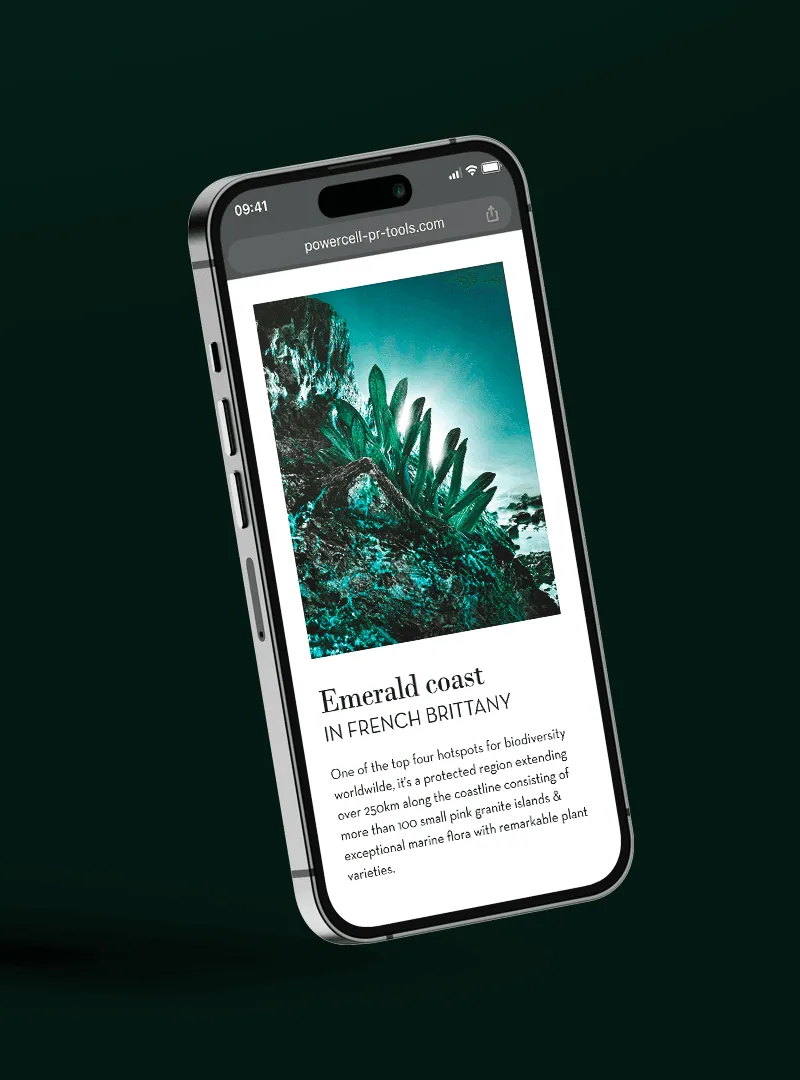 09:41
powercell-pr-tools.com
Emerald coast
IN FRENCH BRITTANY
One of the top four hotspots for biodiversity
worldwilde, it's a protected region extending
over 250km along the coastline consisting of
more than 100 small pink granite islands &
exceptional marine flora with remarkable plant
varieties.